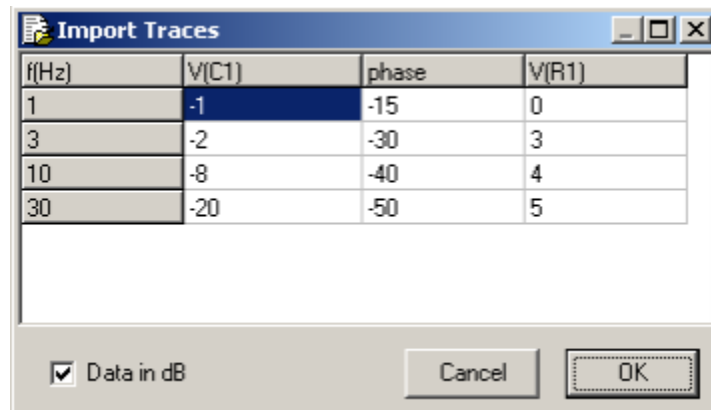 Import Traces
f(Hz) V(C1) phase V(R1)
1 -1 -15 0
3 -2 -30 3
10 -8 -40 4
30 -20 -50 5
Data in dB Cancel OK